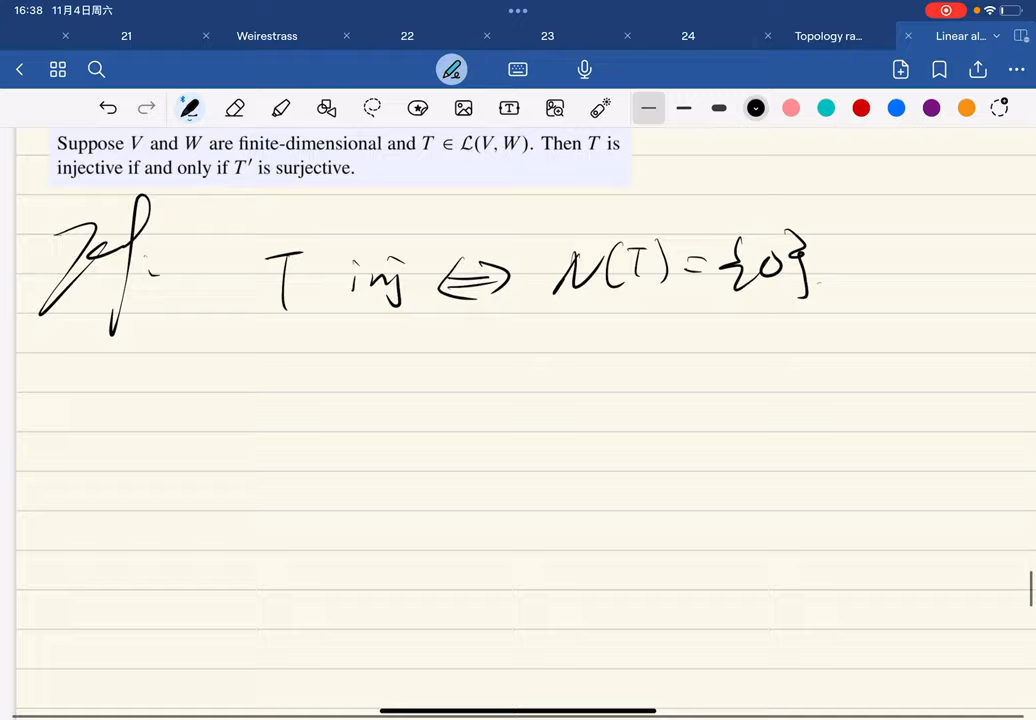 16:38 11月4日周六
21
Weirestrass
22
23
24
Topology ra...
Linear al...
Suppose V and W are finite-dimensional and T ∈ ℒ(V, W). Then T is
injective if and only if T′ is surjective.
Pf: T inj ⟺ N(T) = {0}.